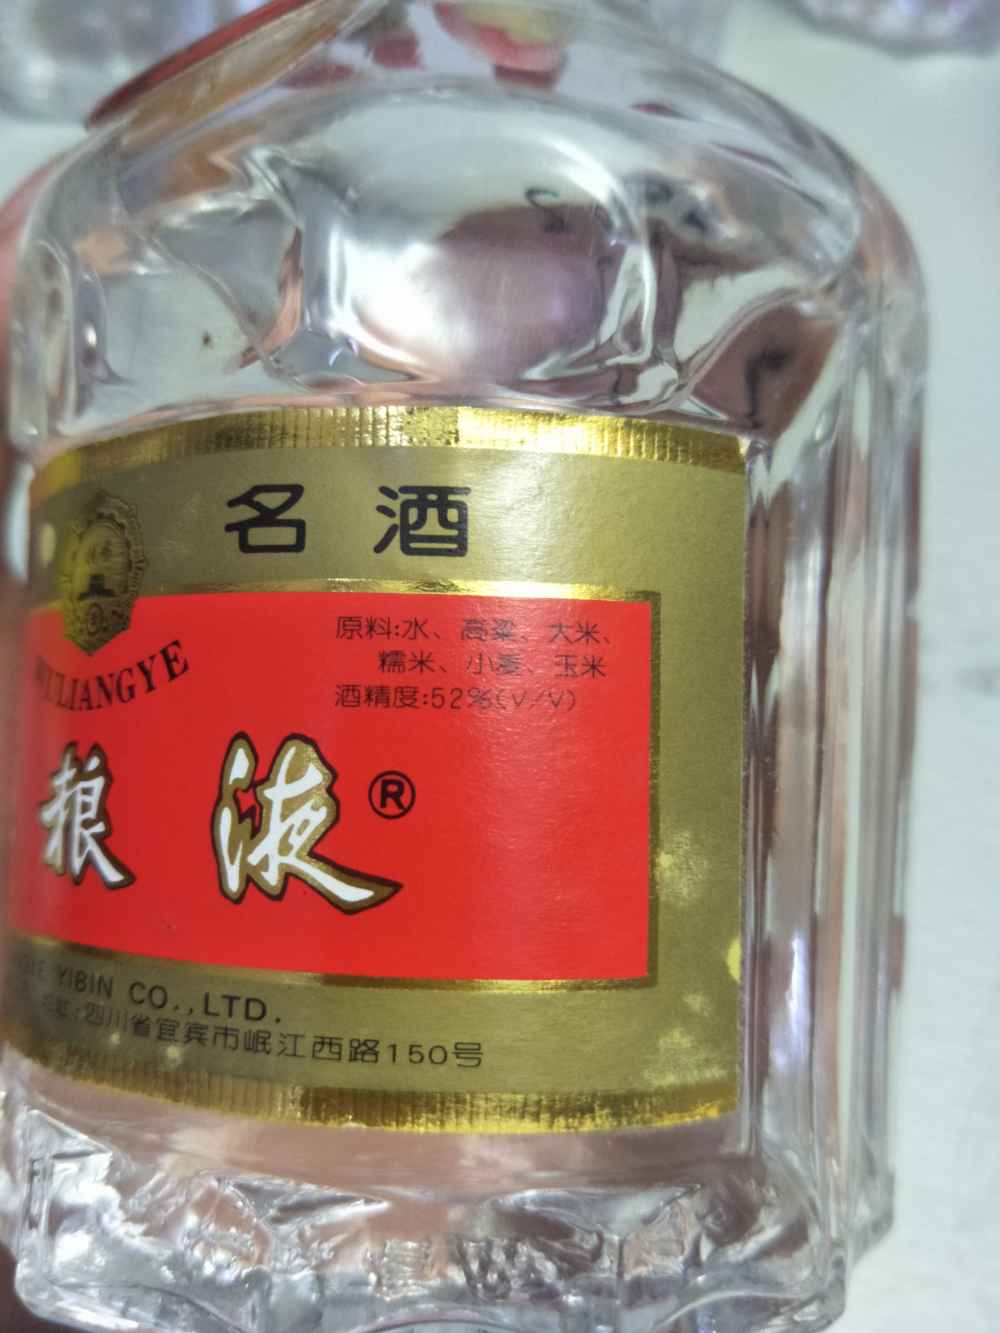 名酒
原料:水、高粱、大米、
糯米、小麦、玉米
酒精度:52%(V/V)
WULIANGYE
粮液®
YIBIN CO.,LTD.
四川省宜宾市岷江西路150号